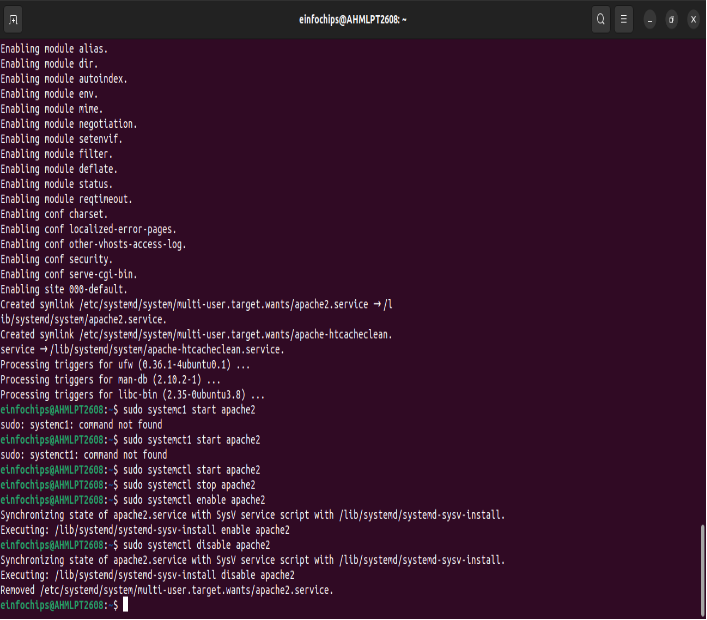 einfochips@AHMLPT2608: ~
Enabling module alias.
Enabling module dir.
Enabling module autoindex.
Enabling module env.
Enabling module mime.
Enabling module negotiation.
Enabling module setenvif.
Enabling module filter.
Enabling module deflate.
Enabling module status.
Enabling module reqtimeout.
Enabling conf charset.
Enabling conf localized-error-pages.
Enabling conf other-vhosts-access-log.
Enabling conf security.
Enabling conf serve-cgi-bin.
Enabling site 000-default.
Created symlink /etc/systemd/system/multi-user.target.wants/apache2.service → /l
ib/systemd/system/apache2.service.
Created symlink /etc/systemd/system/multi-user.target.wants/apache-htcacheclean.
service → /lib/systemd/system/apache-htcacheclean.service.
Processing triggers for ufw (0.36.1-4ubuntu0.1) ...
Processing triggers for man-db (2.10.2-1) ...
Processing triggers for libc-bin (2.35-0ubuntu3.8) ...
einfochips@AHMLPT2608:~$ sudo systemc1 start apache2
sudo: systemc1: command not found
einfochips@AHMLPT2608:~$ sudo systemct1 start apache2
sudo: systemct1: command not found
einfochips@AHMLPT2608:~$ sudo systemctl start apache2
einfochips@AHMLPT2608:~$ sudo systemctl stop apache2
einfochips@AHMLPT2608:~$ sudo systemctl enable apache2
Synchronizing state of apache2.service with SysV service script with /lib/systemd/systemd-sysv-install.
Executing: /lib/systemd/systemd-sysv-install enable apache2
einfochips@AHMLPT2608:~$ sudo systemctl disable apache2
Synchronizing state of apache2.service with SysV service script with /lib/systemd/systemd-sysv-install.
Executing: /lib/systemd/systemd-sysv-install disable apache2
Removed /etc/systemd/system/multi-user.target.wants/apache2.service.
einfochips@AHMLPT2608:~$